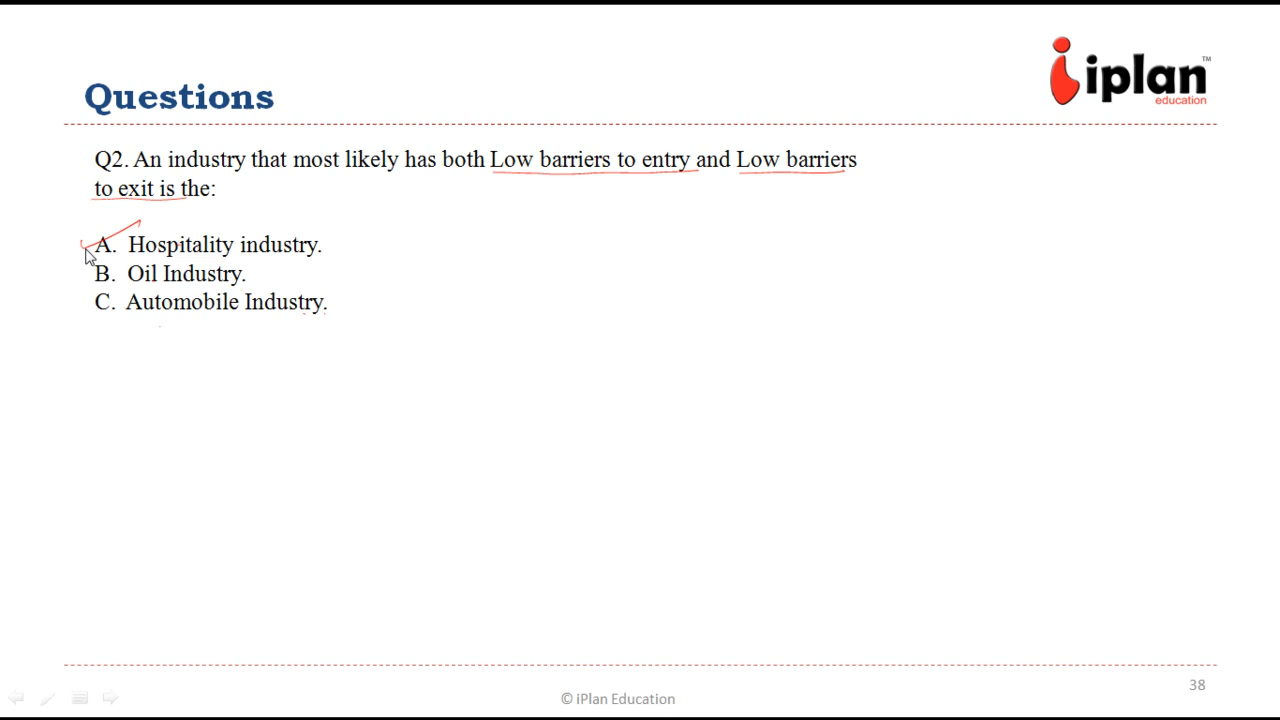 iplan™
education
Questions
Q2. An industry that most likely has both Low barriers to entry and Low barriers
to exit is the:
A. Hospitality industry.
B. Oil Industry.
C. Automobile Industry.
38
© iPlan Education